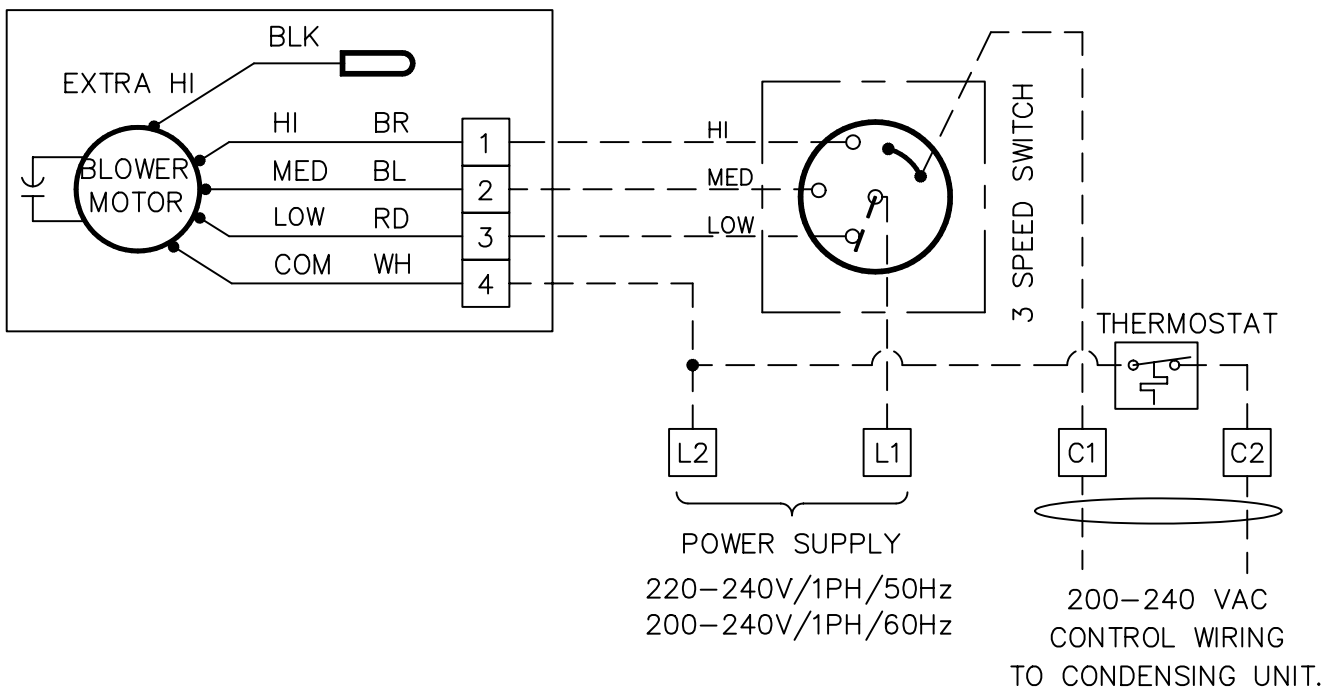 BLK
EXTRA HI
HI BR
1
HI
BLOWER
MOTOR
MED BL
2
MED
LOW RD
3
LOW
COM WH
4
3 SPEED SWITCH
THERMOSTAT
L2
L1
C1
C2
POWER SUPPLY
220-240V/1PH/50Hz
200-240V/1PH/60Hz
200-240 VAC
CONTROL WIRING
TO CONDENSING UNIT.